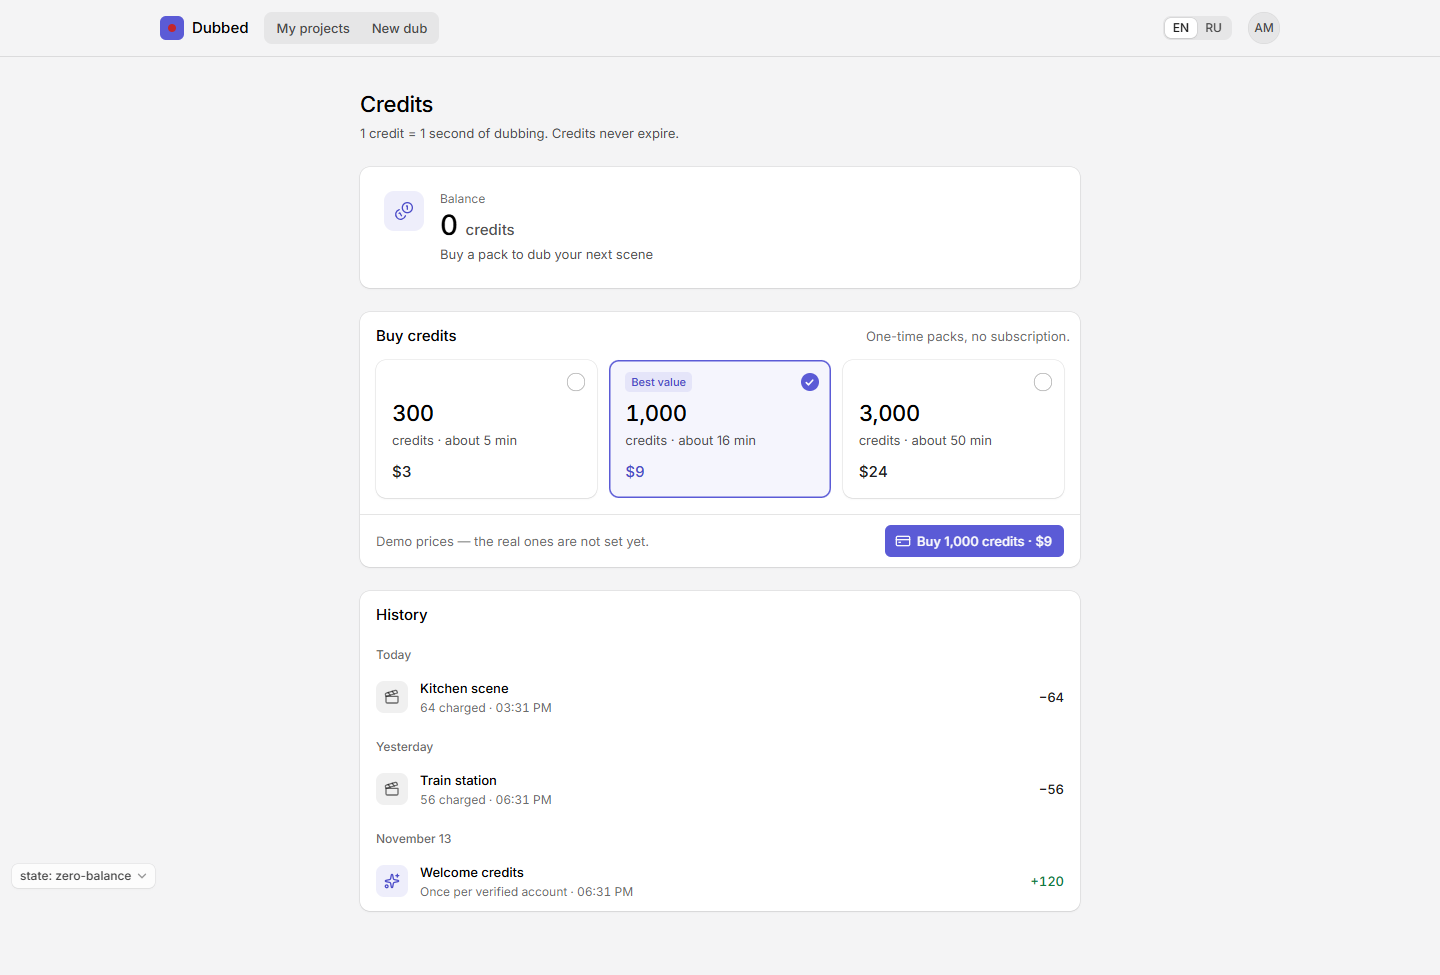 Dubbed
My projects
New dub
EN
RU
AM
Credits
1 credit = 1 second of dubbing. Credits never expire.
Balance
0 credits
Buy a pack to dub your next scene
Buy credits
One-time packs, no subscription.
300
credits · about 5 min
$3
Best value
1,000
credits · about 16 min
$9
3,000
credits · about 50 min
$24
Demo prices — the real ones are not set yet.
Buy 1,000 credits · $9
History
Today
Kitchen scene
64 charged · 03:31 PM
−64
Yesterday
Train station
56 charged · 06:31 PM
−56
November 13
Welcome credits
Once per verified account · 06:31 PM
+120
state: zero-balance